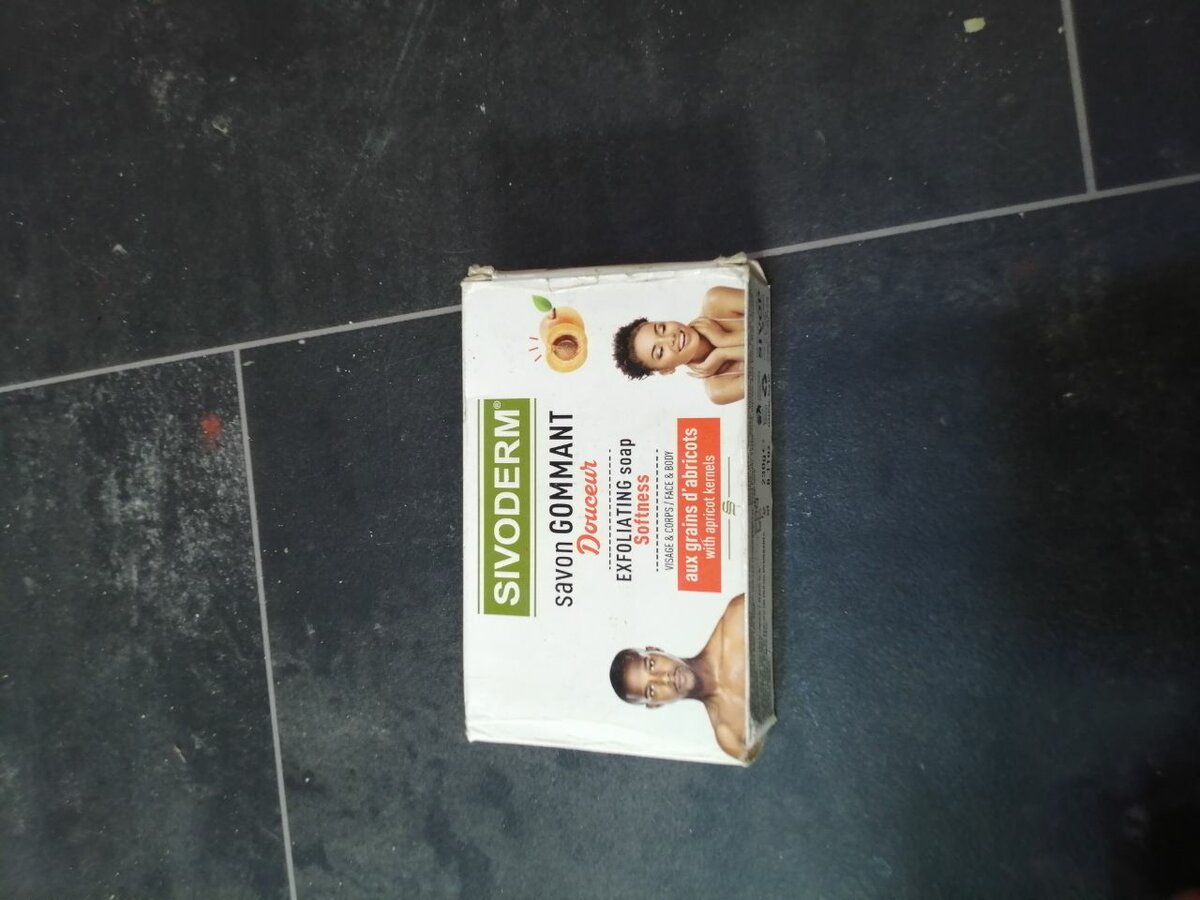 SIVODERM®
savon GOMMANT
Douceur
EXFOLIATING soap
Softness
VISAGE & CORPS / FACE & BODY
aux grains d'abricots
with apricot kernels